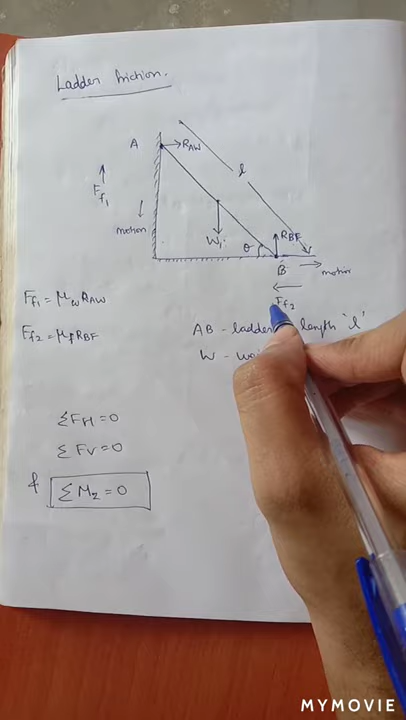 Ladder friction.
A
RAW
l
Ff1
motion
W1
θ
RBF
B
motion
Ff2
Ff1 = μw RAW
Ff2 = μf RBF
AB - ladder length 'l'
W -
ΣFH = 0
ΣFV = 0
& ΣMz = 0
MYMOVIE